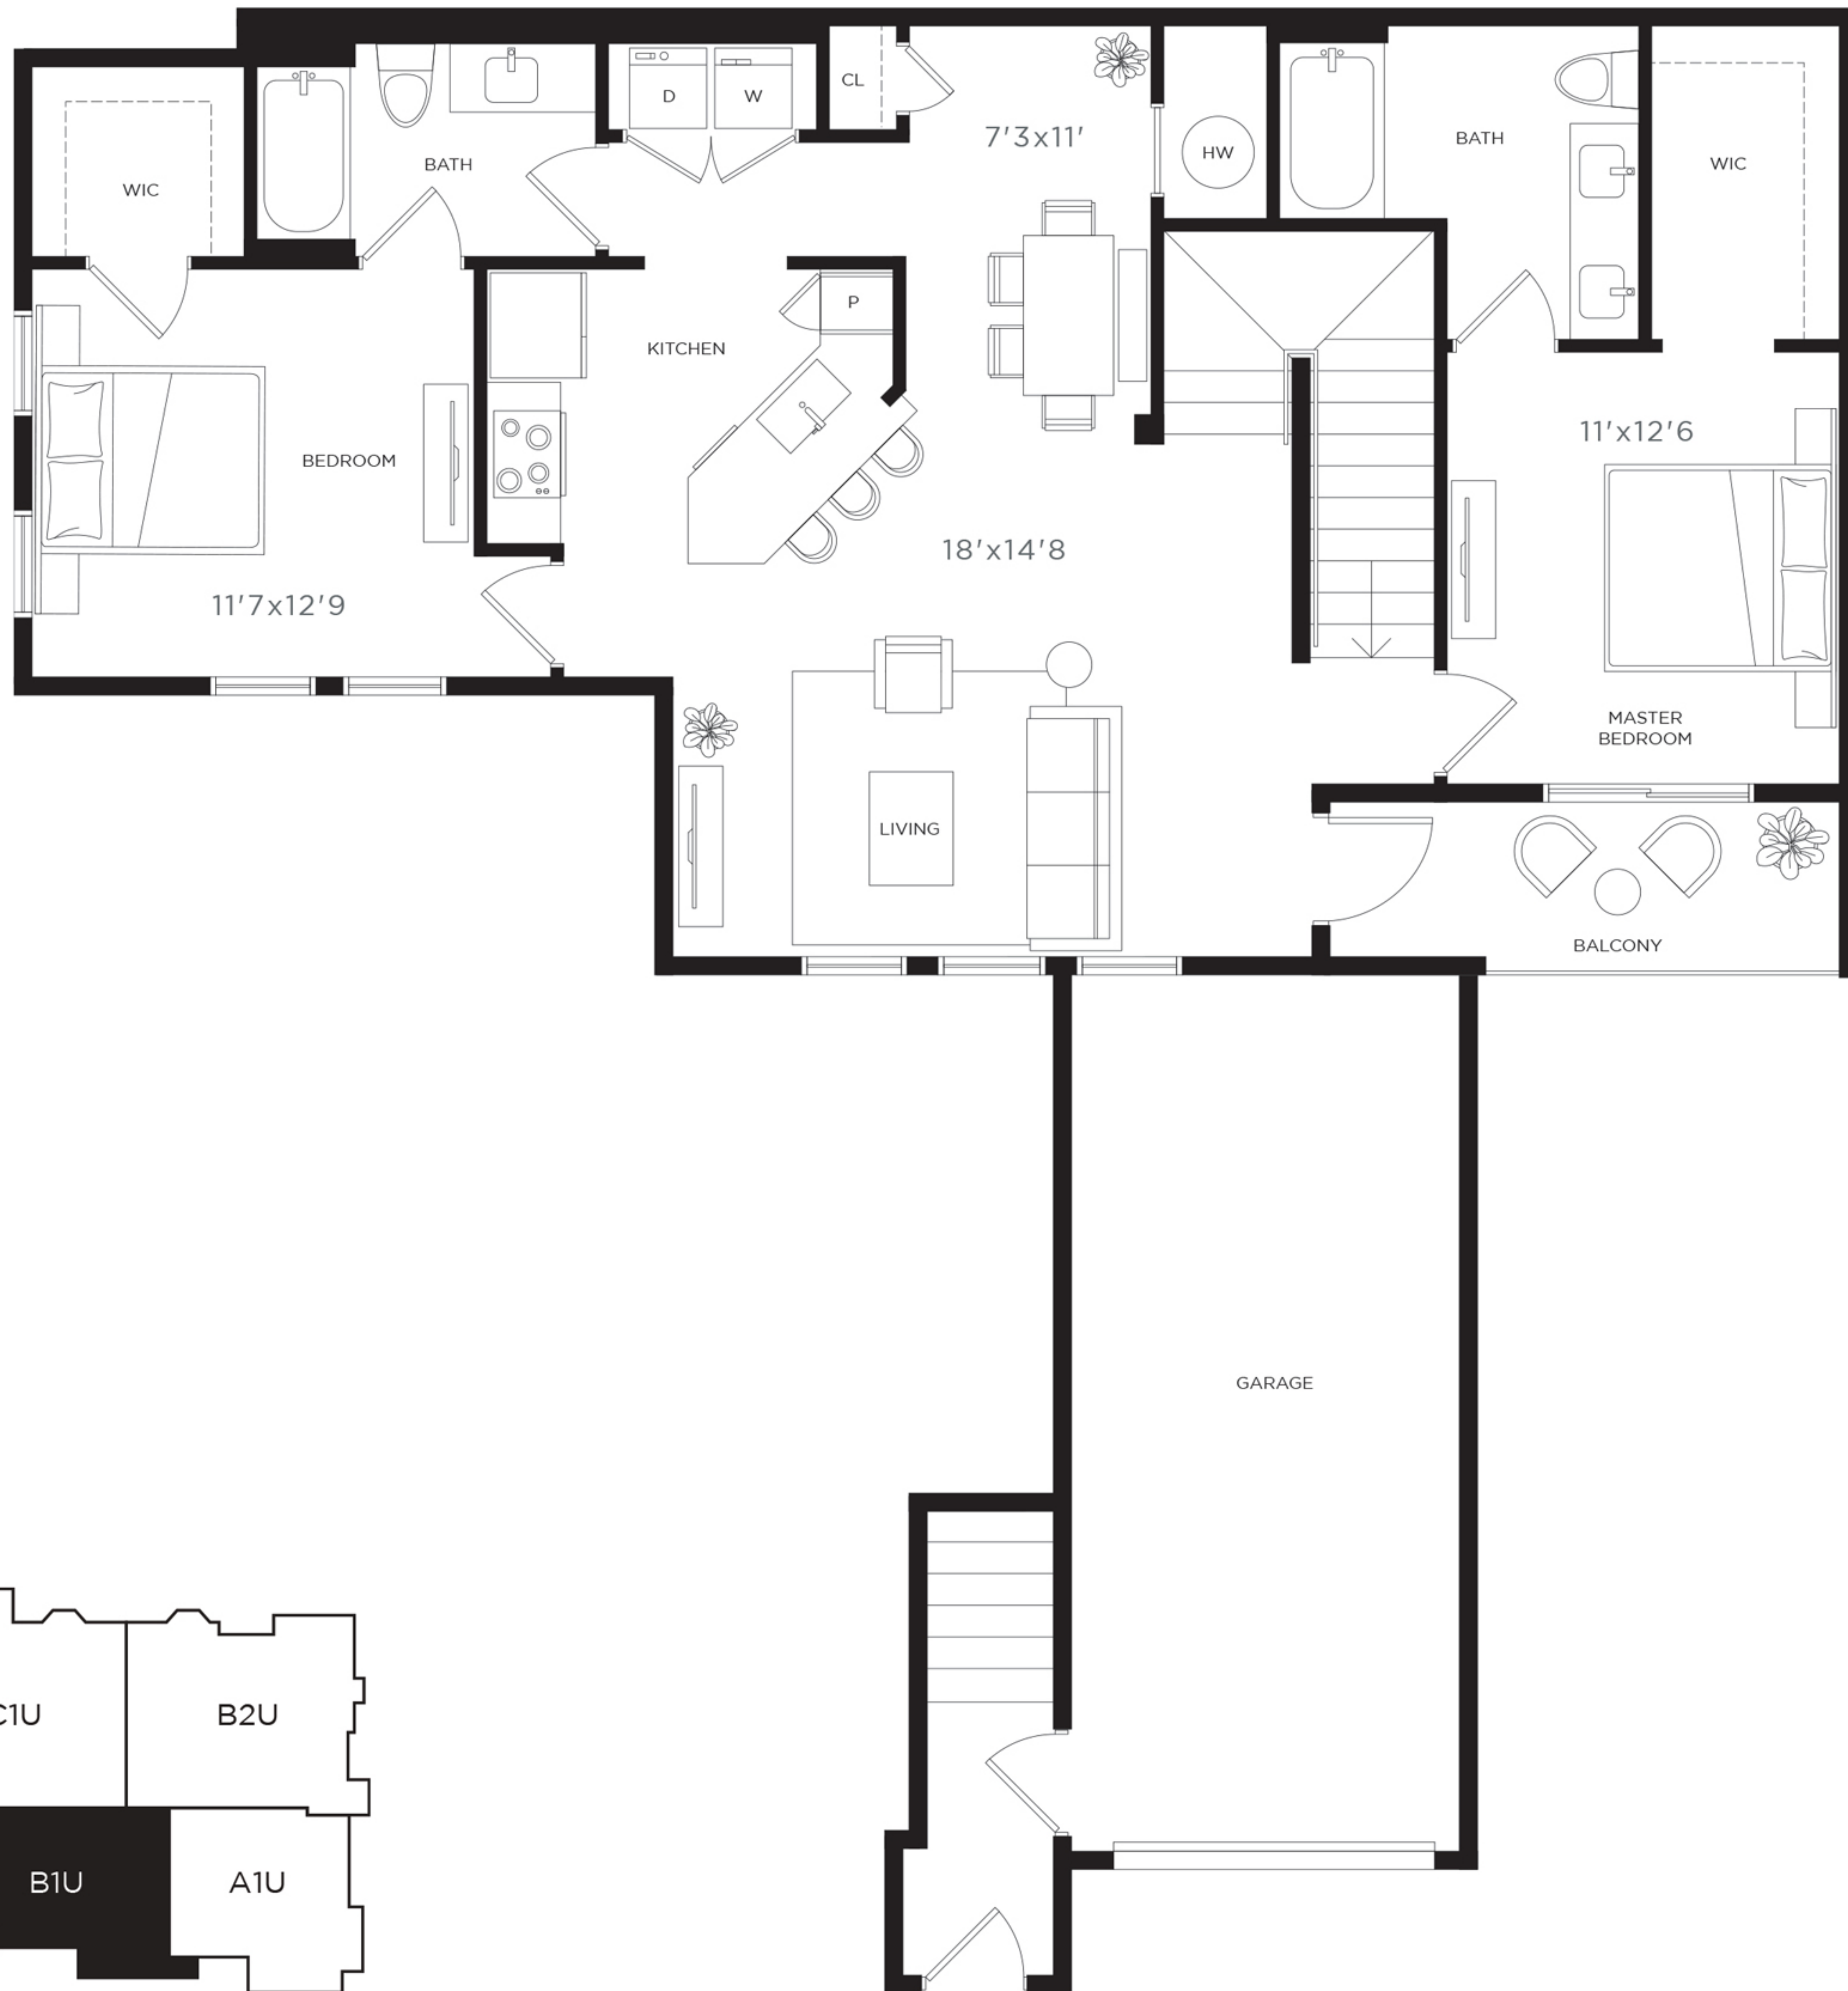 CL
D
W
7'3x11'
BATH
HW
BATH
WIC
WIC
P
KITCHEN
11'x12'6
BEDROOM
18'x14'8
11'7x12'9
MASTER
BEDROOM
LIVING
BALCONY
GARAGE
C1U
B2U
B1U
A1U